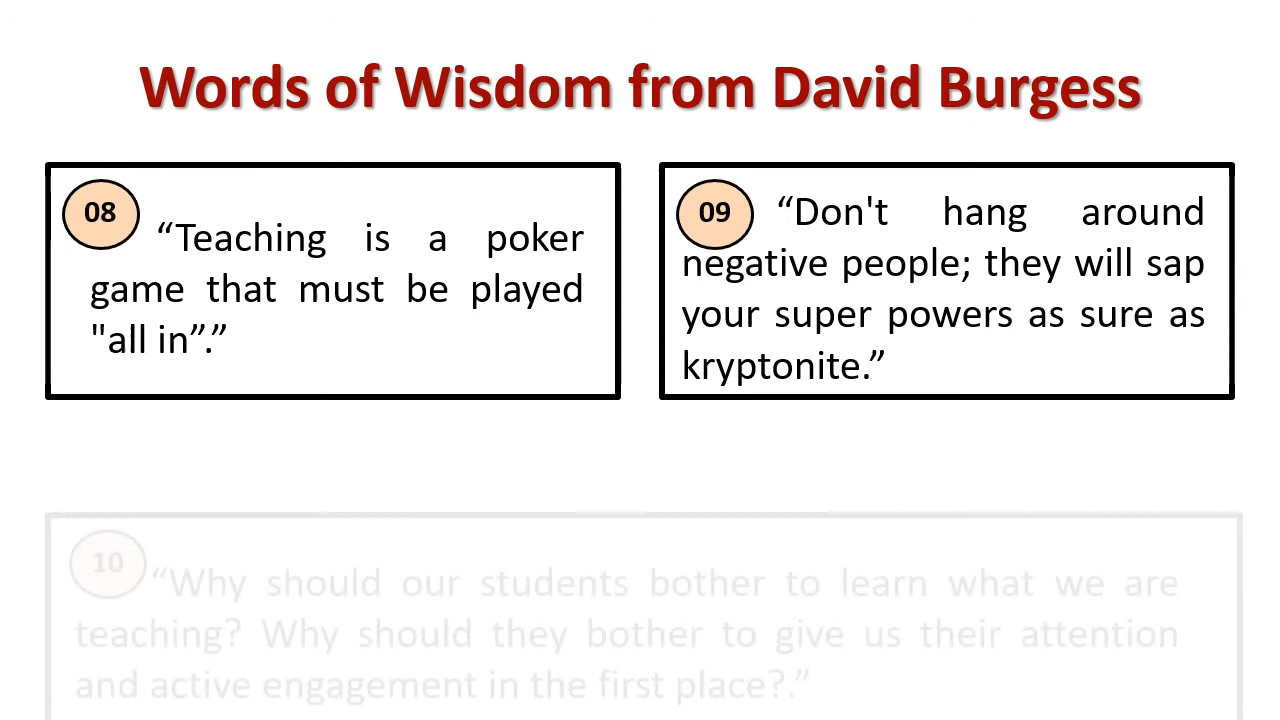 Words of Wisdom from David Burgess
08
“Teaching is a poker
game that must be played
"all in”.”
09
“Don't hang around
negative people; they will sap
your super powers as sure as
kryptonite.”
10
“Why should our students bother to learn what we are
teaching? Why should they bother to give us their attention
and active engagement in the first place?.”